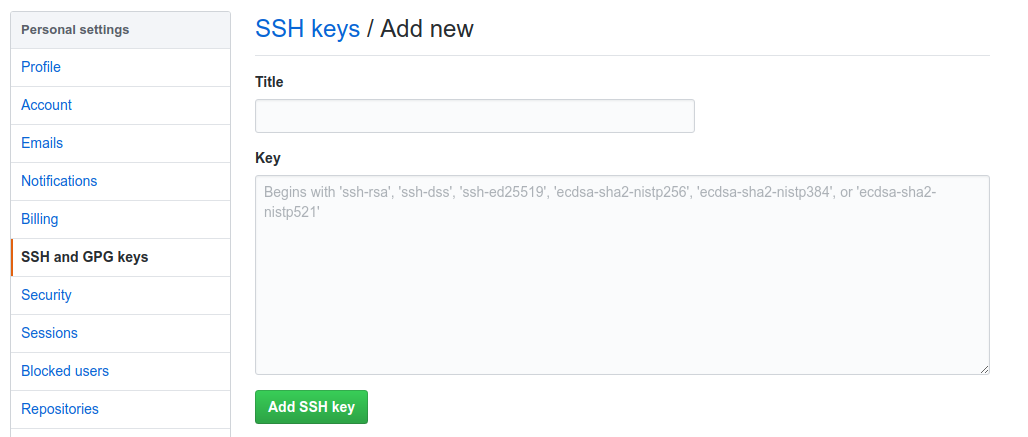 Personal settings
Profile
Account
Emails
Notifications
Billing
SSH and GPG keys
Security
Sessions
Blocked users
Repositories
SSH keys / Add new
Title
Key
Begins with 'ssh-rsa', 'ssh-dss', 'ssh-ed25519', 'ecdsa-sha2-nistp256', 'ecdsa-sha2-nistp384', or 'ecdsa-sha2-
nistp521'
Add SSH key